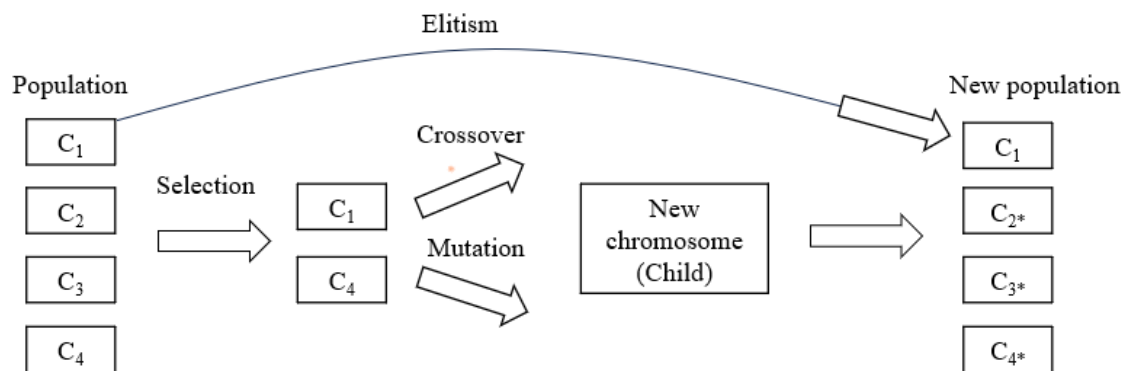 Elitism
Population
New population
C₁
C₂
C₃
C₄
Selection
C₁
C₄
Crossover
Mutation
New
chromosome
(Child)
C₁
C₂*
C₃*
C₄*